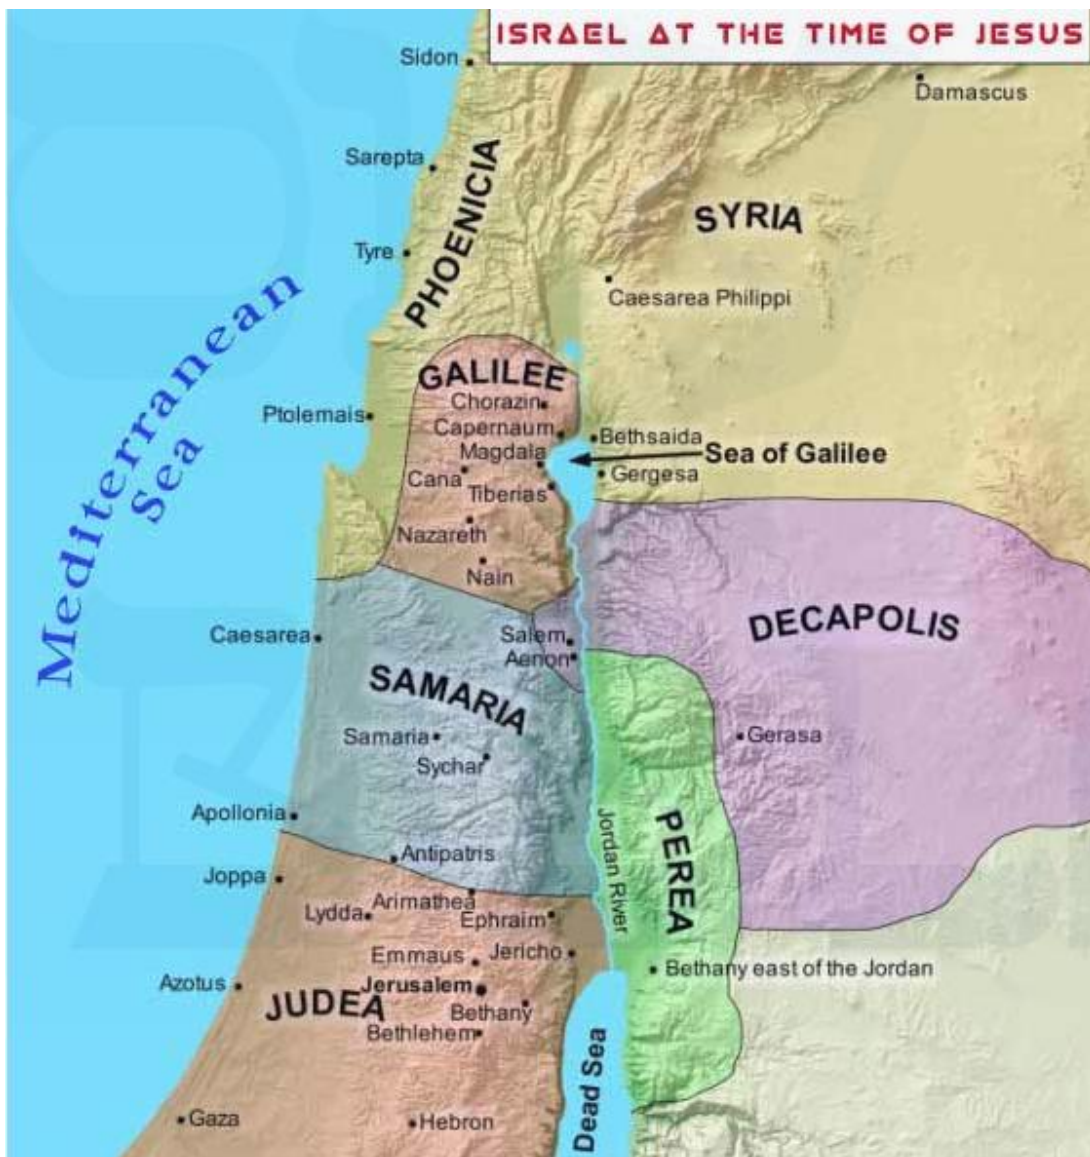 ISRAEL AT THE TIME OF JESUS
Sidon
Damascus
Sarepta
PHOENICIA
SYRIA
Tyre
Caesarea Philippi
Mediterranean
Sea
GALILEE
Chorazin
Ptolemais
Capernaum
Bethsaida
Magdala
Sea of Galilee
Cana
Gergesa
Tiberias
Nazareth
Nain
DECAPOLIS
Caesarea
Salem
Aenon
SAMARIA
Samaria
Gerasa
Sychar
Apollonia
Jordan River
PEREA
Antipatris
Joppa
Arimathea
Lydda
Ephraim
Emmaus
Jericho
Bethany east of the Jordan
Azotus
Jerusalem
JUDEA
Bethany
Bethlehem
Dead Sea
Gaza
Hebron